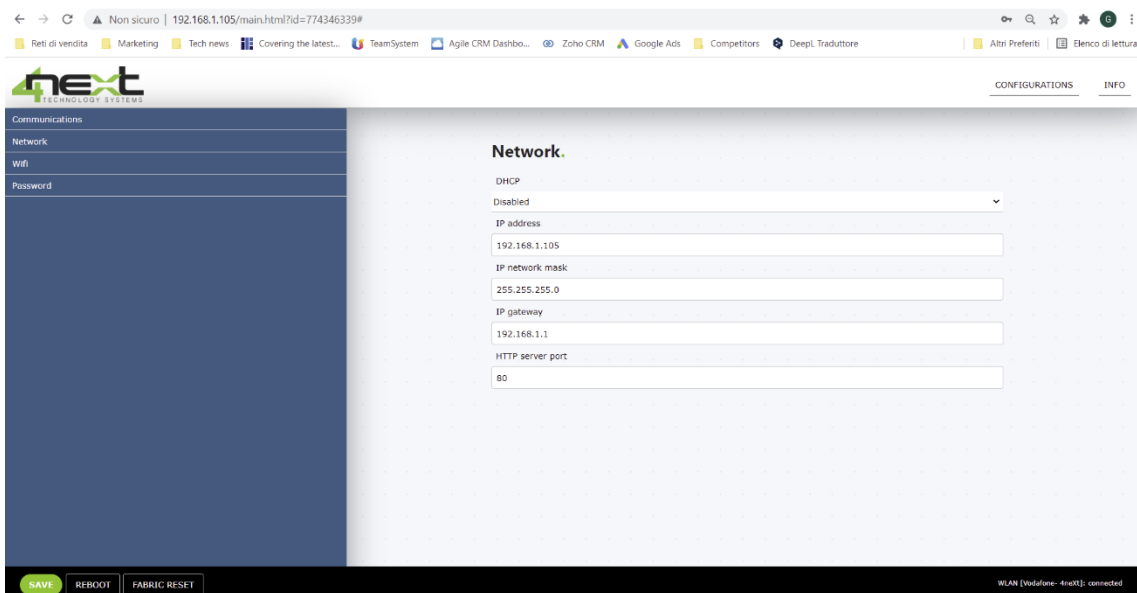 Non sicuro | 192.168.1.105/main.html?id=774346339#
G
Reti di vendita Marketing Tech news Covering the latest... TeamSystem Agile CRM Dashbo... Zoho CRM Google Ads Competitors DeepL Traduttore Altri Preferiti Elenco di lettura
4neXt
TECHNOLOGY SYSTEMS
CONFIGURATIONS INFO
Communications
Network
Wifi
Password
Network.
DHCP
Disabled
IP address
192.168.1.105
IP network mask
255.255.255.0
IP gateway
192.168.1.1
HTTP server port
80
SAVE REBOOT FABRIC RESET WLAN [Vodafone- 4neXt]: connected